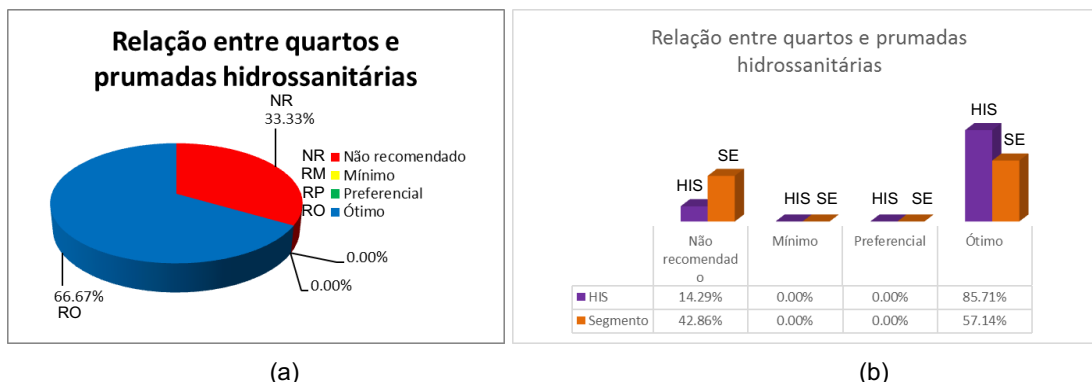 Relação entre quartos e
prumadas hidrossanitárias
NR
33.33%
NR Não recomendado
RM Mínimo
RP Preferencial
RO Ótimo
0.00%
0.00%
66.67%
RO
(a)
Relação entre quartos e prumadas
hidrossanitárias
HIS SE HIS SE HIS SE HIS SE
Não
recomendad
o
Mínimo Preferencial Ótimo
HIS 14.29% 0.00% 0.00% 85.71%
Segmento 42.86% 0.00% 0.00% 57.14%
(b)